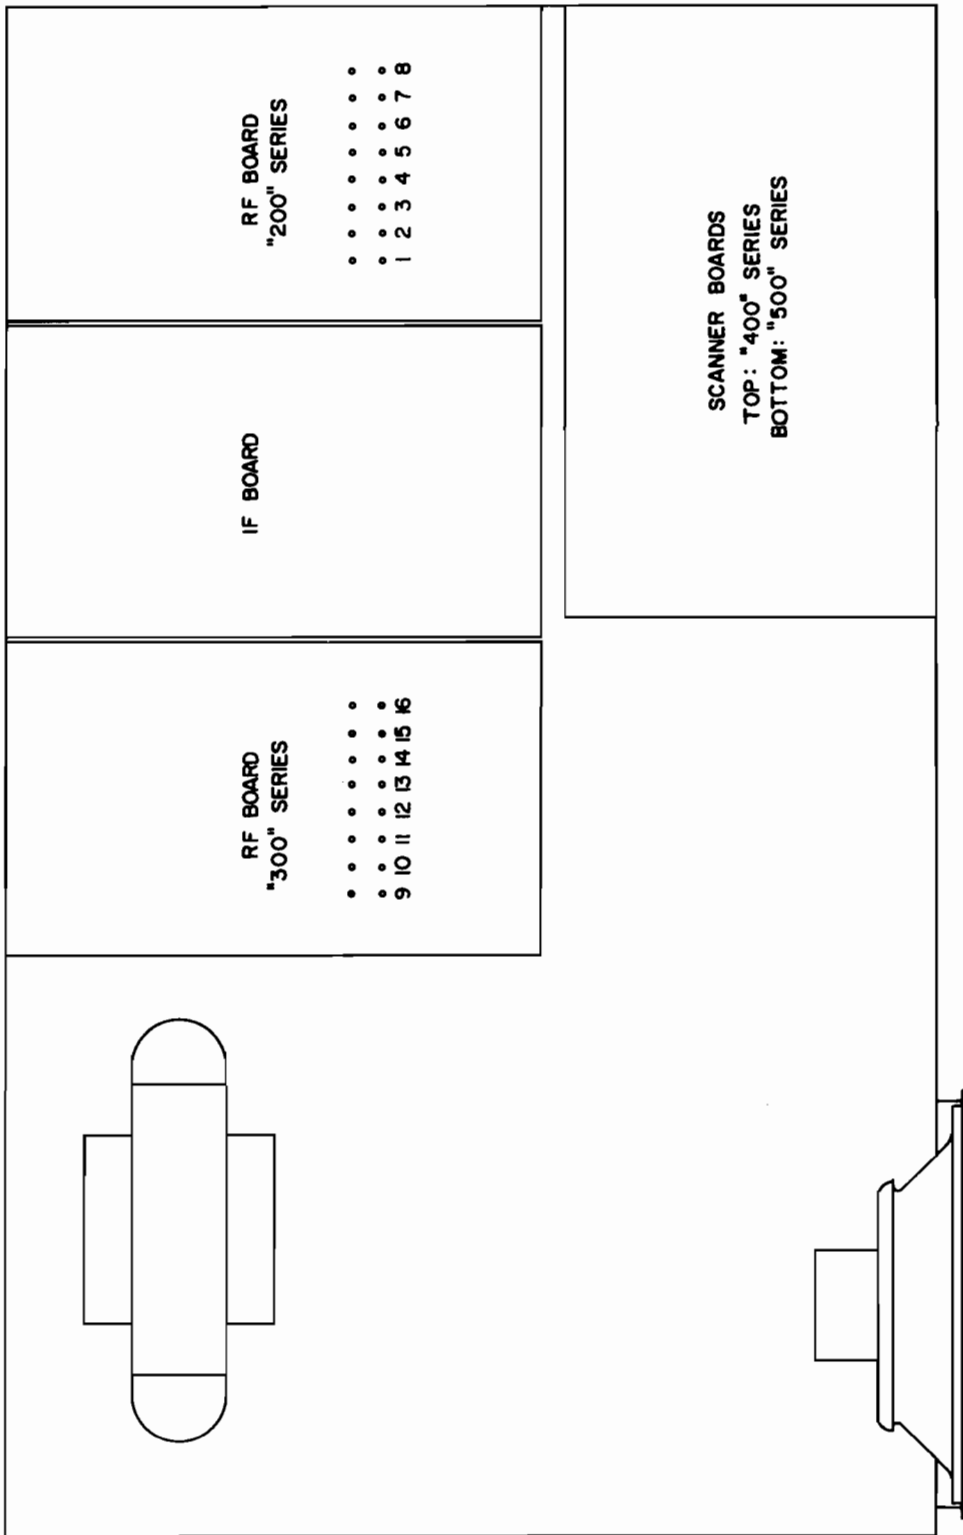 RF BOARD
"300" SERIES
9 10 11 12 13 14 15 16
IF BOARD
RF BOARD
"200" SERIES
1 2 3 4 5 6 7 8
SCANNER BOARDS
TOP: "400" SERIES
BOTTOM: "500" SERIES